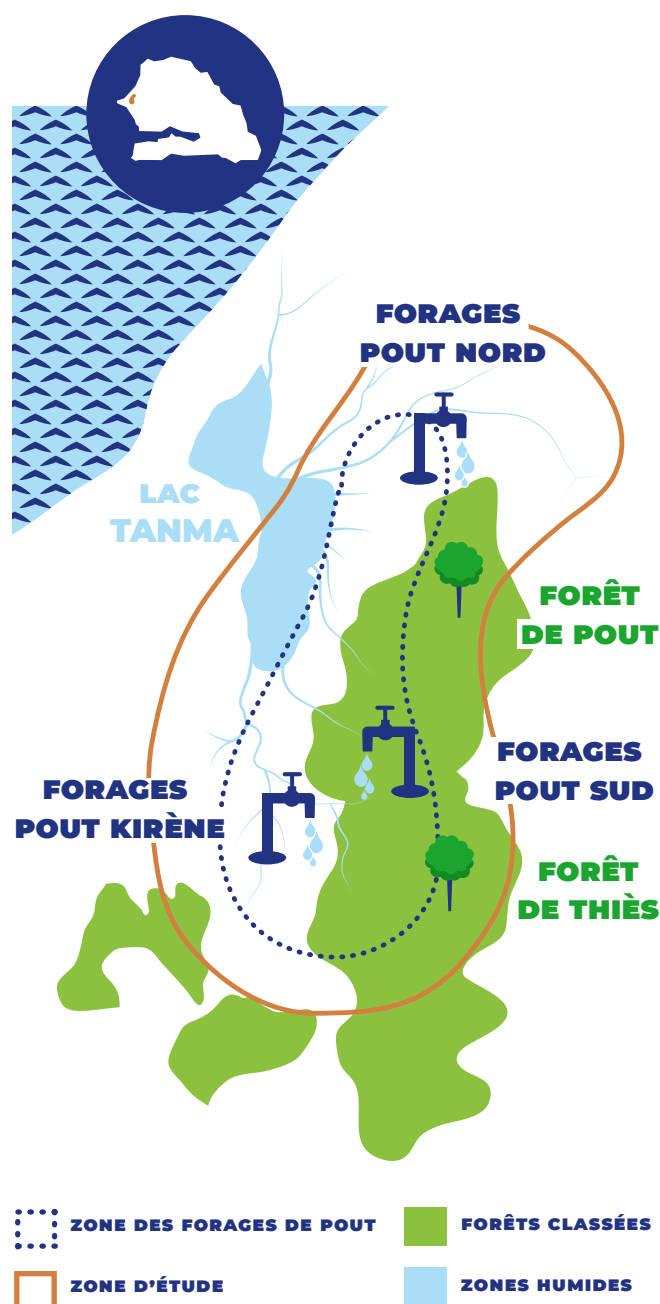 FORAGES
POUT NORD
LAC
TANMA
FORÊT
DE POUT
FORAGES
POUT SUD
FORAGES
POUT KIRÈNE
FORÊT
DE THIÈS
ZONE DES FORAGES DE POUT
FORÊTS CLASSÉES
ZONE D'ÉTUDE
ZONES HUMIDES